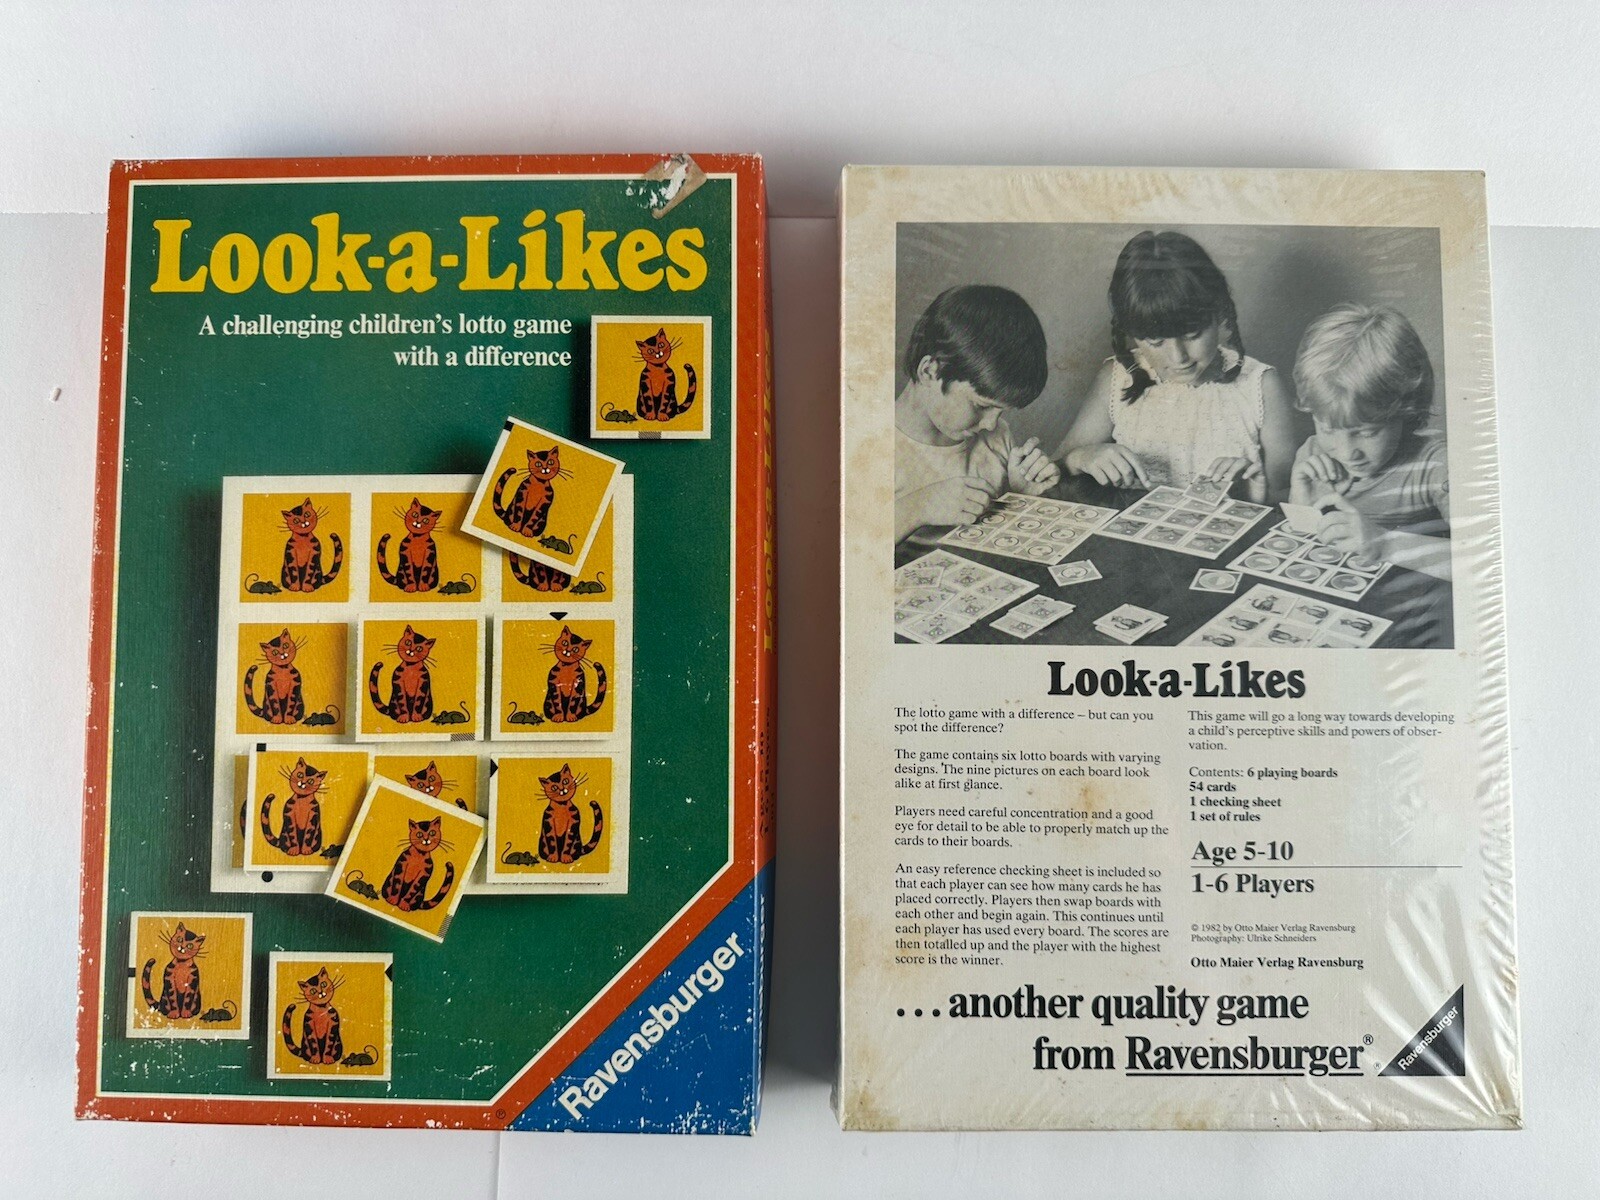 Look-a-Likes
A challenging children's lotto game
with a difference
Ravensburger
Look-a-Likes
The lotto game with a difference – but can you
spot the difference?
The game contains six lotto boards with varying
designs. The nine pictures on each board look
alike at first glance.
Players need careful concentration and a good
eye for detail to be able to properly match up the
cards to their boards.
An easy reference checking sheet is included so
that each player can see how many cards he has
placed correctly. Players then swap boards with
each other and begin again. This continues until
each player has used every board. The scores are
then totalled up and the player with the highest
score is the winner.
This game will go a long way towards developing
a child's perceptive skills and powers of obser-
vation.
Contents: 6 playing boards
54 cards
1 checking sheet
1 set of rules
Age 5-10
1-6 Players
© 1982 by Otto Maier Verlag Ravensburg
Photography: Ulrike Schneiders
Otto Maier Verlag Ravensburg
...another quality game
from Ravensburger®
Ravensburger